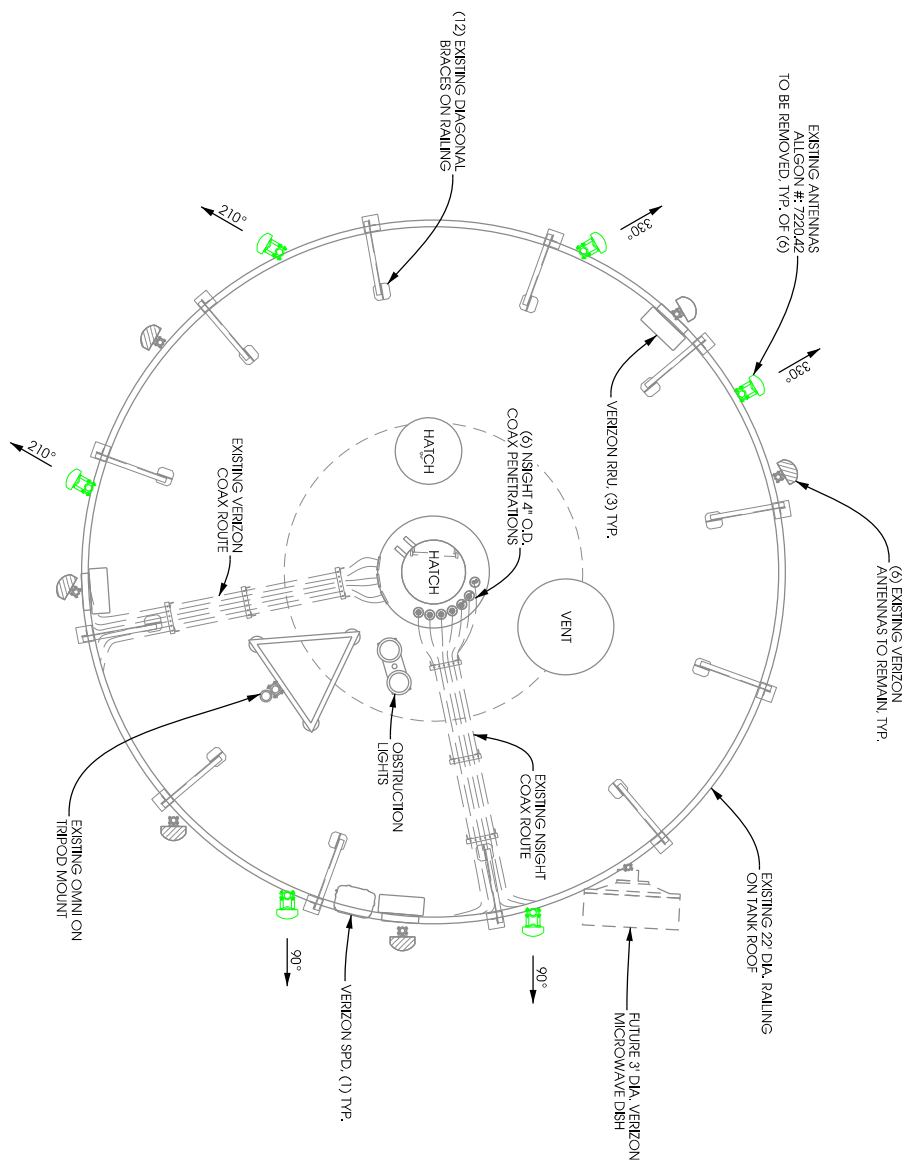 (12) EXISTING DIAGONAL
BRACES ON RAILING
EXISTING ANTENNAS
ALLGON #: 7220.42
TO BE REMOVED, TYP. OF (6)
210°
330°
330°
210°
VERIZON RRU, (3) TYP.
(6) NSIGHT 4" O.D.
COAX PENETRATIONS
HATCH
HATCH
VENT
EXISTING VERIZON
COAX ROUTE
(6) EXISTING VERIZON
ANTENNAS TO REMAIN, TYP.
OBSTRUCTION
LIGHTS
EXISTING NSIGHT
COAX ROUTE
EXISTING OMNI ON
TRIPOD MOUNT
EXISTING 22' DIA. RAILING
ON TANK ROOF
90°
90°
VERIZON SPD, (1) TYP.
FUTURE 3' DIA. VERIZON
MICROWAVE DISH